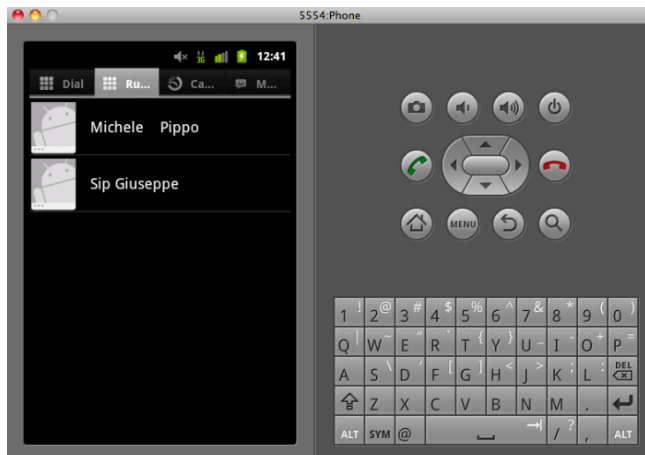 5554:Phone
3G 12:41
Dial Ru... Ca... M...
Michele Pippo
Sip Giuseppe
MENU
1 ! 2 @ 3 # 4 $ 5 % 6 ^ 7 & 8 * 9 ( 0 )
Q | W ~ E “ R ` T { Y } U _ I - O + P =
A S \ D ' F [ G ] H < J > K ; L : DEL
Z X C V B N M .
ALT SYM @ / ? , ALT